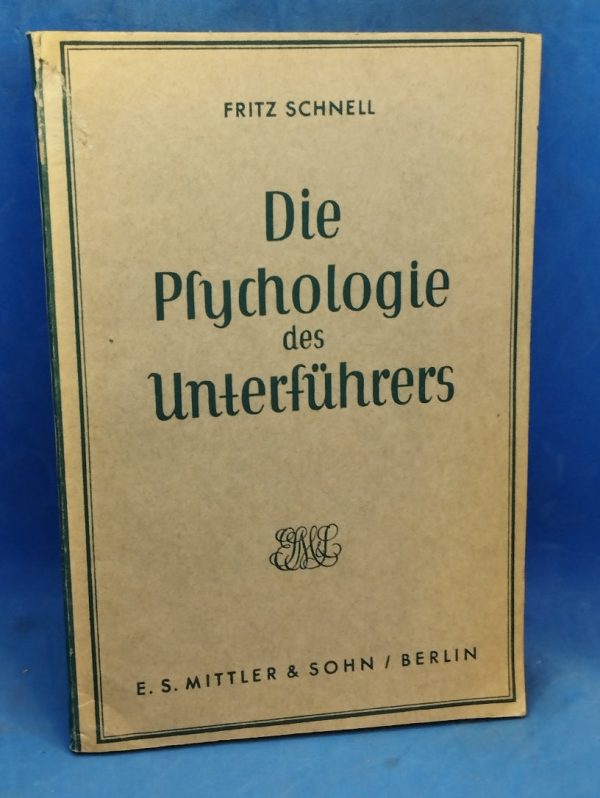 FRITZ SCHNELL
Die
Pſychologie
des
Unterführers
E. S. MITTLER & SOHN / BERLIN